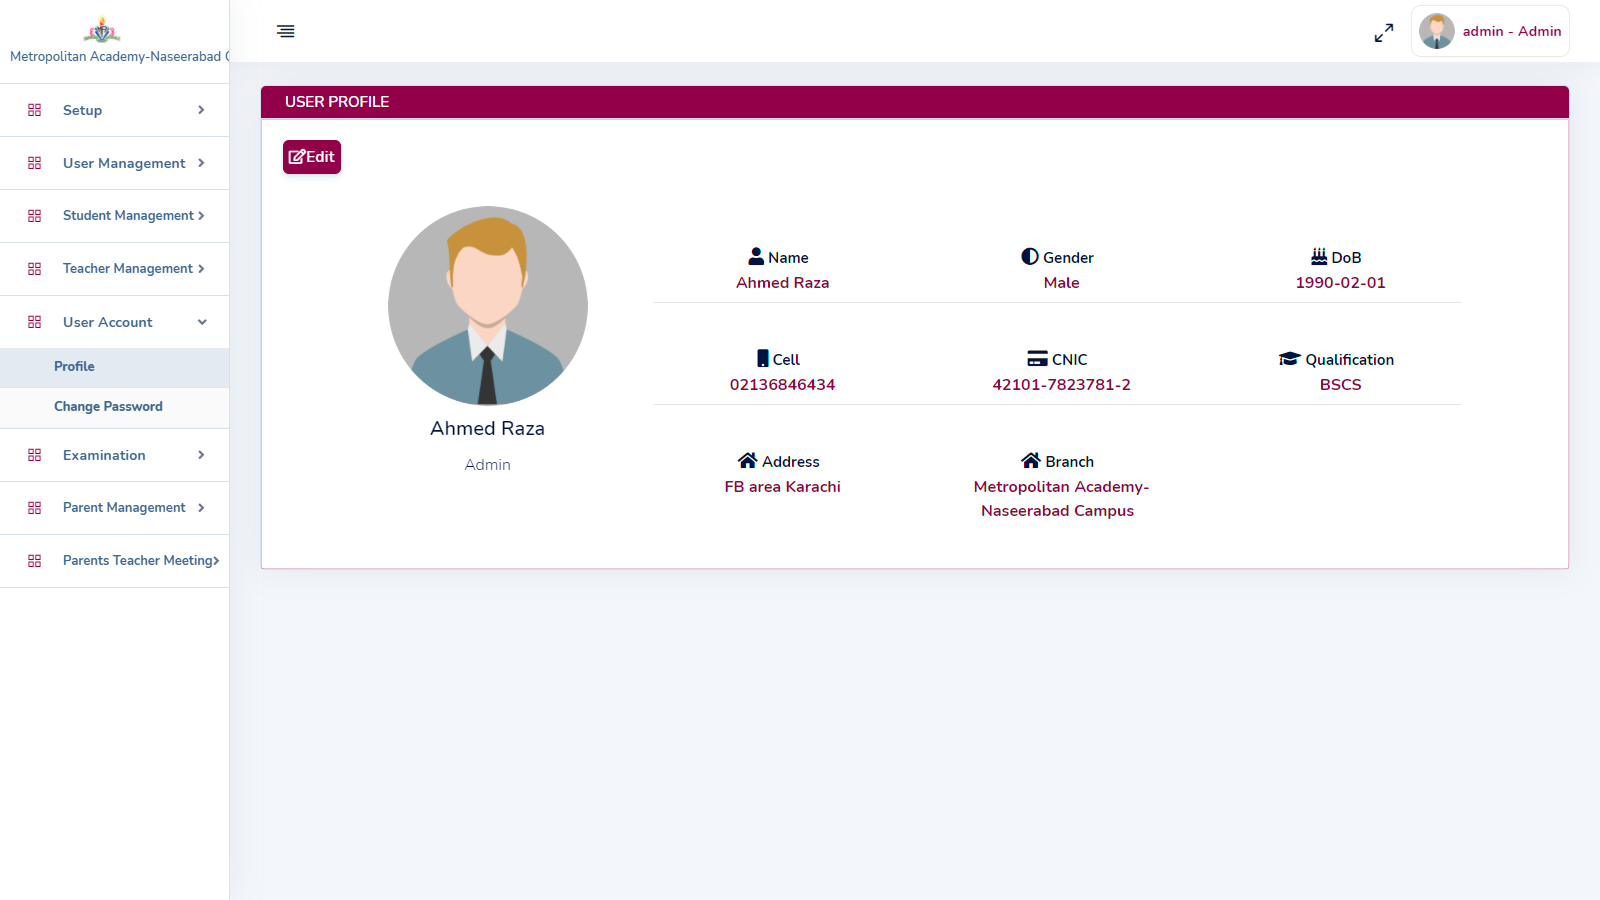 Metropolitan Academy-Naseerabad
admin - Admin
Setup
User Management
Student Management
Teacher Management
User Account
Profile
Change Password
Examination
Parent Management
Parents Teacher Meeting
USER PROFILE
Edit
Ahmed Raza
Admin
Name
Ahmed Raza
Gender
Male
DoB
1990-02-01
Cell
02136846434
CNIC
42101-7823781-2
Qualification
BSCS
Address
FB area Karachi
Branch
Metropolitan Academy-
Naseerabad Campus